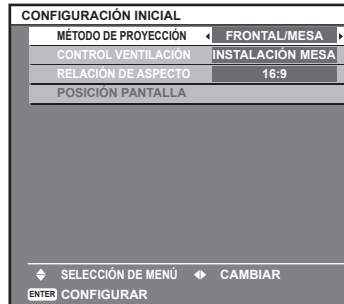 CONFIGURACIÓN INICIAL
MÉTODO DE PROYECCIÓN FRONTAL/MESA
CONTROL VENTILACIÓN INSTALACIÓN MESA
RELACIÓN DE ASPECTO 16:9
POSICIÓN PANTALLA
SELECCIÓN DE MENÚ CAMBIAR
ENTER CONFIGURAR